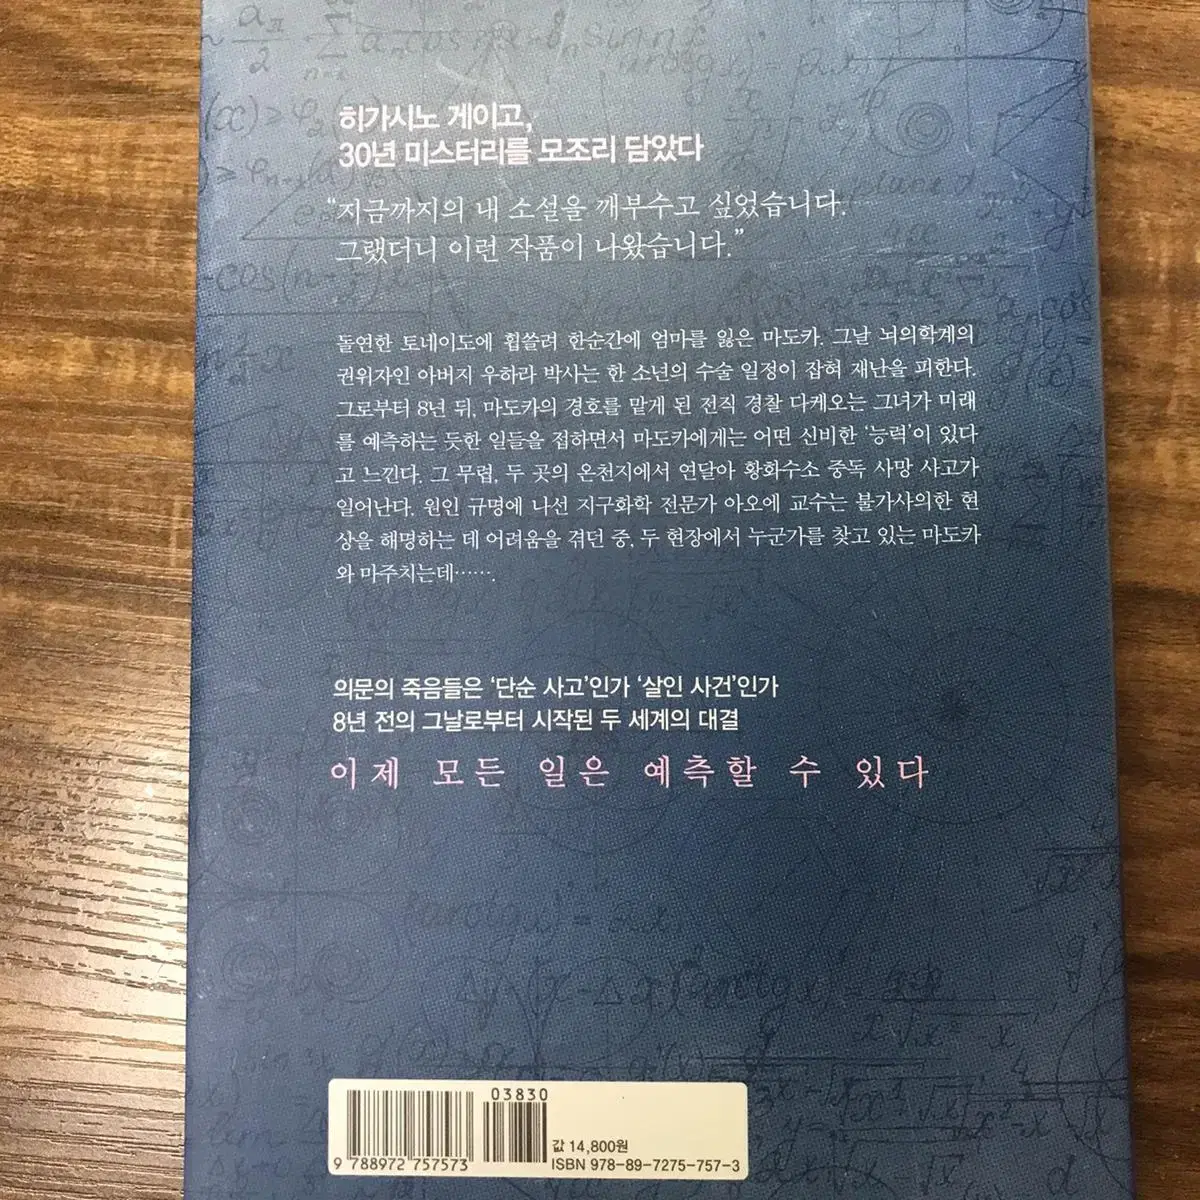 히가시노 게이고,
30년 미스터리를 모조리 담았다
“지금까지의 내 소설을 깨부수고 싶었습니다.
그랬더니 이런 작품이 나왔습니다.”
돌연한 토네이도에 휩쓸려 한순간에 엄마를 잃은 마도카. 그날 뇌의학계의
권위자인 아버지 우하라 박사는 한 소년의 수술 일정이 잡혀 재난을 피한다.
그로부터 8년 뒤, 마도카의 경호를 맡게 된 전직 경찰 다케오는 그녀가 미래
를 예측하는 듯한 일들을 접하면서 마도카에게는 어떤 신비한 ‘능력’이 있다
고 느낀다. 그 무렵, 두 곳의 온천지에서 연달아 황화수소 중독 사망 사고가
일어난다. 원인 규명에 나선 지구화학 전문가 아오에 교수는 불가사의한 현
상을 해명하는 데 어려움을 겪던 중, 두 현장에서 누군가를 찾고 있는 마도카
와 마주치는데…….
의문의 죽음들은 ‘단순 사고’인가 ‘살인 사건’인가
8년 전의 그날로부터 시작된 두 세계의 대결
이제 모든 일은 예측할 수 있다
03830
값 14,800원
9 788972 757573
ISBN 978-89-7275-757-3